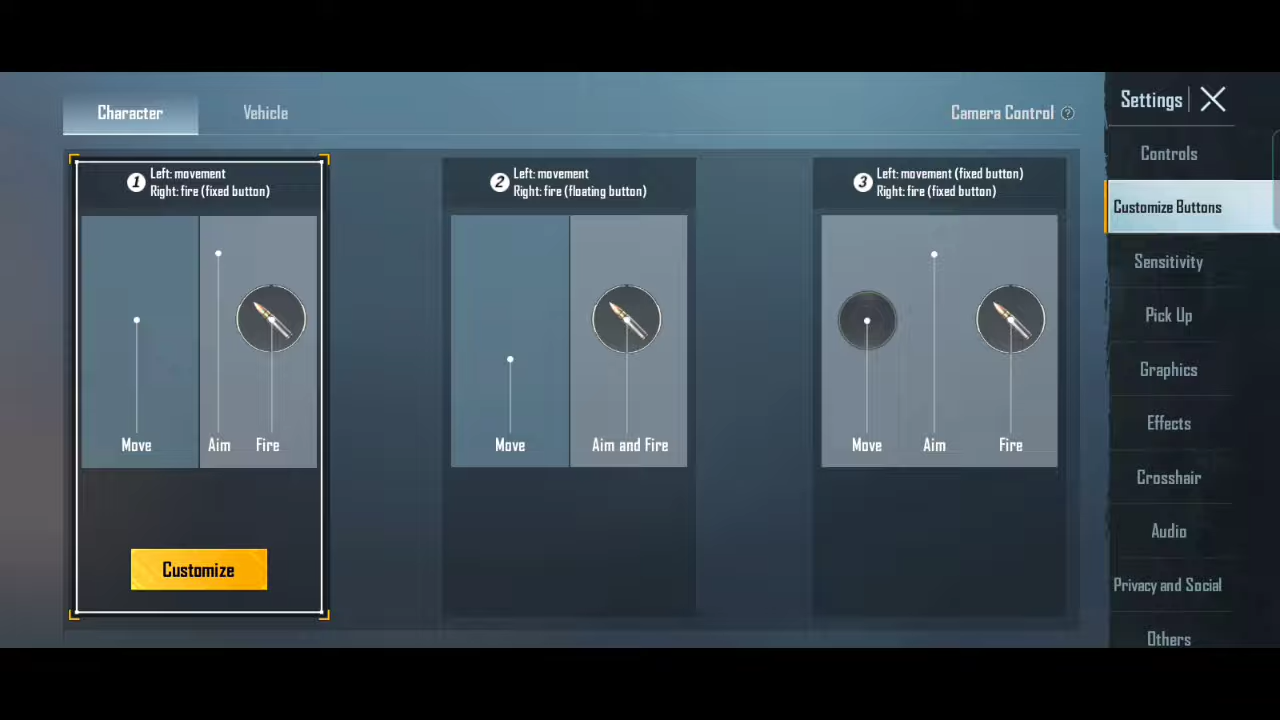 Character
Vehicle
Camera Control ?
1
Left: movement
Right: fire (fixed button)
Move
Aim
Fire
Customize
2
Left: movement
Right: fire (floating button)
Move
Aim and Fire
3
Left: movement (fixed button)
Right: fire (fixed button)
Move
Aim
Fire
Settings
Controls
Customize Buttons
Sensitivity
Pick Up
Graphics
Effects
Crosshair
Audio
Privacy and Social
Others